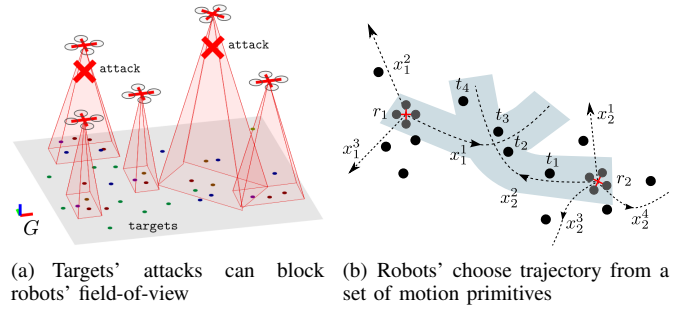 attack
attack
G
targets
x_1^2
t_4
r_1
t_3
t_2
x_2^1
x_1^3
x_1^1
t_1
r_2
x_2^2
x_2^3
x_2^4
(a) Targets' attacks can block
robots' field-of-view
(b) Robots' choose trajectory from a
set of motion primitives